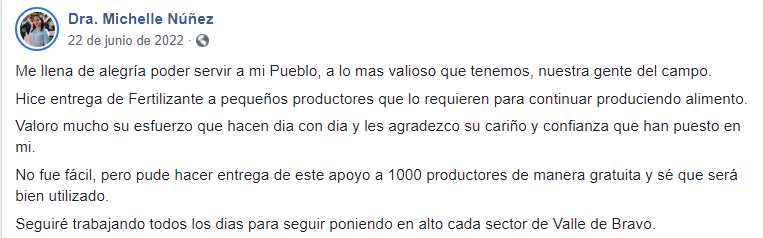 Dra. Michelle Núñez
22 de junio de 2022 ·
Me llena de alegría poder servir a mi Pueblo, a lo mas valioso que tenemos, nuestra gente del campo.
Hice entrega de Fertilizante a pequeños productores que lo requieren para continuar produciendo alimento.
Valoro mucho su esfuerzo que hacen dia con dia y les agradezco su cariño y confianza que han puesto en
mi.
No fue fácil, pero pude hacer entrega de este apoyo a 1000 productores de manera gratuita y sé que será
bien utilizado.
Seguiré trabajando todos los dias para seguir poniendo en alto cada sector de Valle de Bravo.